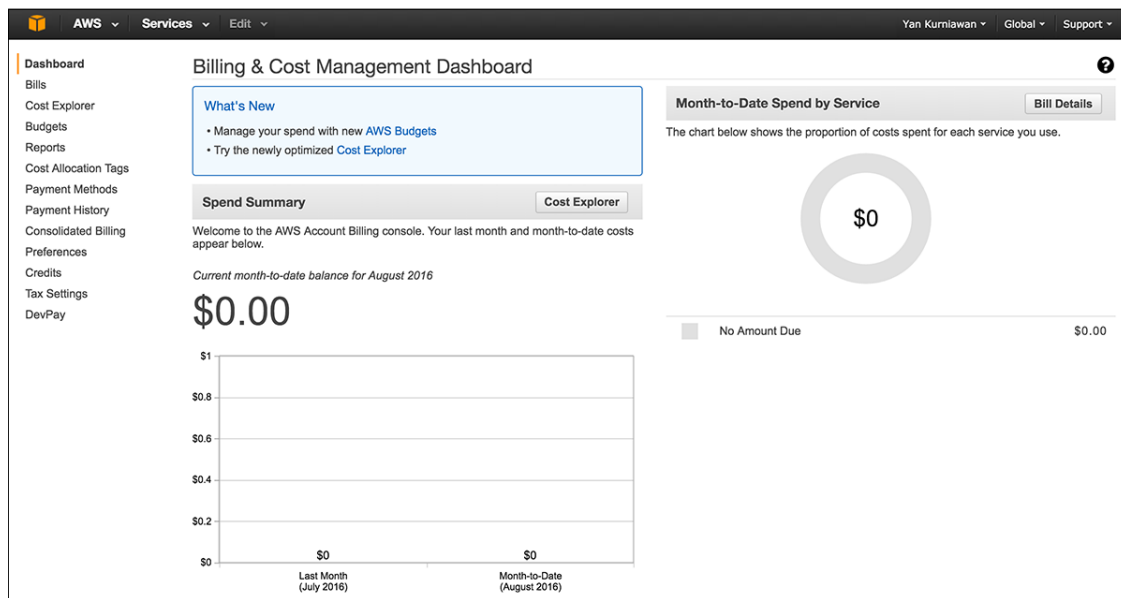 AWS Services Edit Yan Kurniawan Global Support
Dashboard
Bills
Cost Explorer
Budgets
Reports
Cost Allocation Tags
Payment Methods
Payment History
Consolidated Billing
Preferences
Credits
Tax Settings
DevPay
Billing & Cost Management Dashboard ?
What's New
• Manage your spend with new AWS Budgets
• Try the newly optimized Cost Explorer
Spend Summary Cost Explorer
Welcome to the AWS Account Billing console. Your last month and month-to-date costs
appear below.
Current month-to-date balance for August 2016
$0.00
$1
$0.8
$0.6
$0.4
$0.2
$0
$0 $0
Last Month Month-to-Date
(July 2016) (August 2016)
Month-to-Date Spend by Service Bill Details
The chart below shows the proportion of costs spent for each service you use.
$0
No Amount Due $0.00